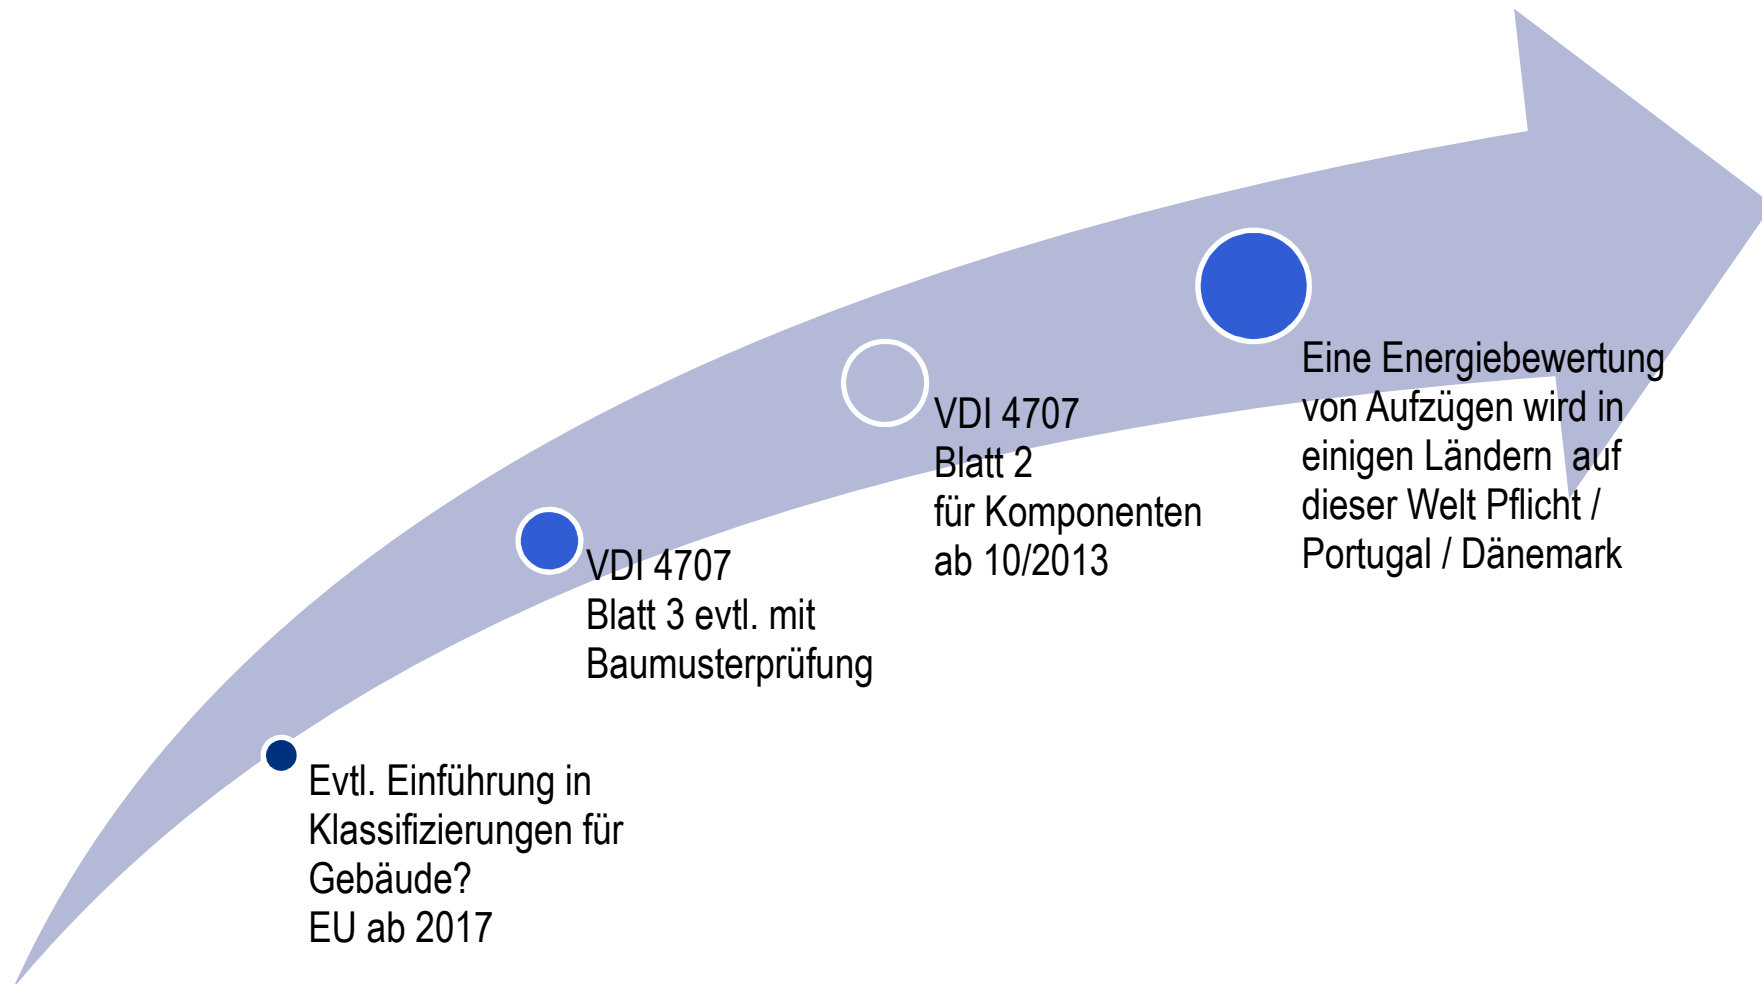 Evtl. Einführung in
Klassifizierungen für
Gebäude?
EU ab 2017
VDI 4707
Blatt 3 evtl. mit
Baumusterprüfung
VDI 4707
Blatt 2
für Komponenten
ab 10/2013
Eine Energiebewertung
von Aufzügen wird in
einigen Ländern  auf
dieser Welt Pflicht /
Portugal / Dänemark